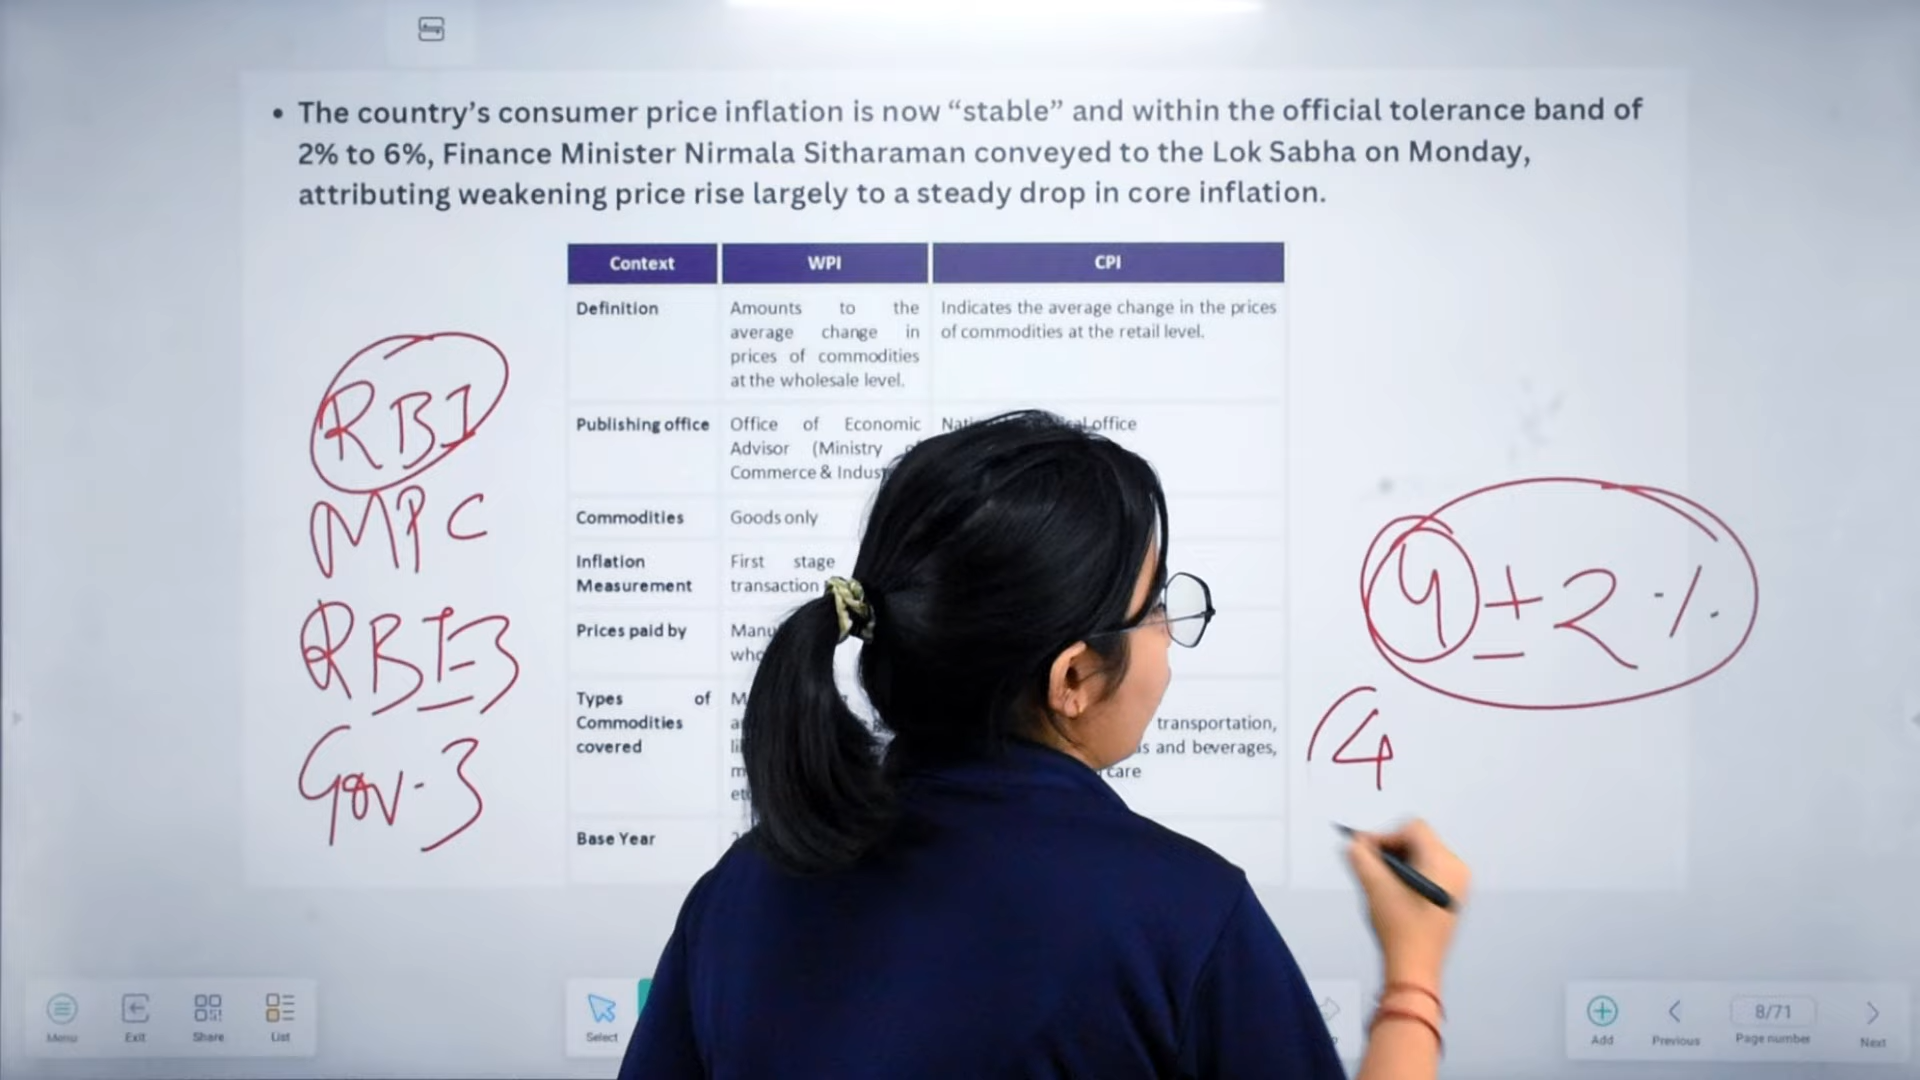 • The country’s consumer price inflation is now “stable” and within the official tolerance band of
2% to 6%, Finance Minister Nirmala Sitharaman conveyed to the Lok Sabha on Monday,
attributing weakening price rise largely to a steady drop in core inflation.
Context WPI CPI
Definition
Amounts to the
average change in
prices of commodities
at the wholesale level.
Indicates the average change in the prices
of commodities at the retail level.
Publishing office
Office of Economic
Advisor (Ministry
Commerce &
office
Commodities
Goods only
Inflation
Measurement
First stage
transaction
Prices paid by
Types of
Commodities
covered
transportation,
and beverages,
care
Base Year
RBI
MPC
RBI-3
Gov-3
4 ± 2 %
(4
Menu Exit Share List
Select
Add Previous 8/71 Page number Next